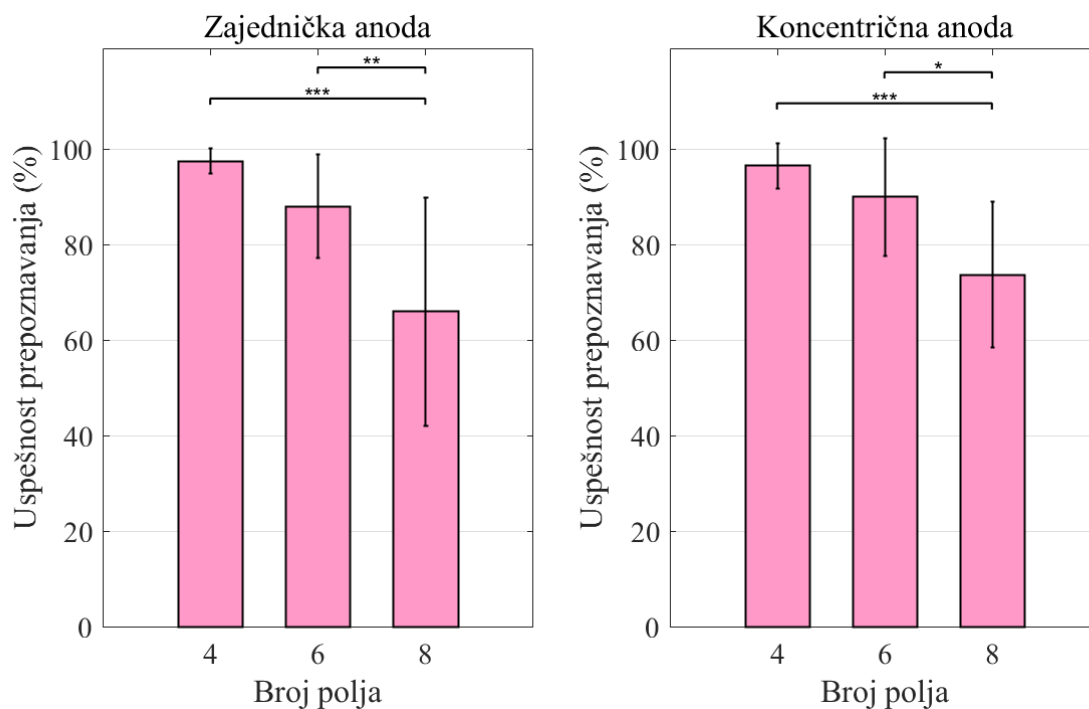 Zajednička anoda
**
***
Uspešnost prepoznavanja (%)
100
80
60
40
20
0
4 6 8
Broj polja
Koncentrična anoda
*
***
Uspešnost prepoznavanja (%)
100
80
60
40
20
0
4 6 8
Broj polja